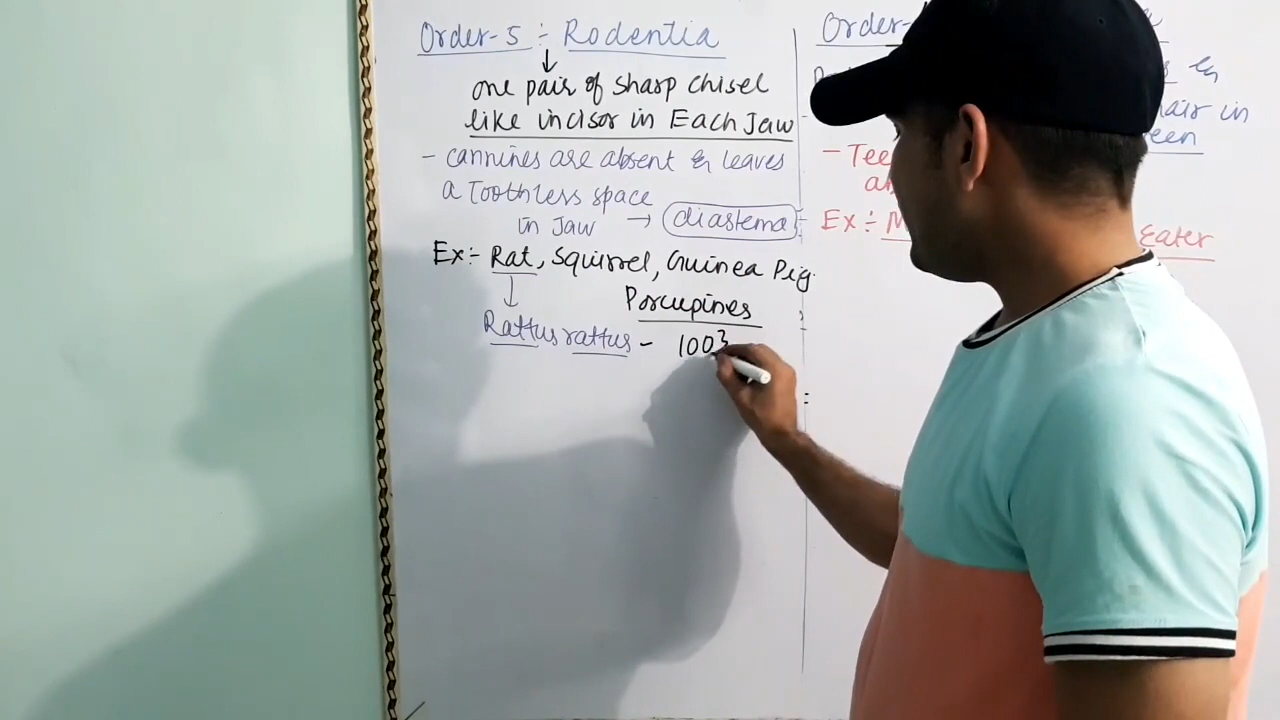 Order-5 :- Rodentia
one pair of sharp chisel
like incisor in Each Jaw
- cannines are absent & leaves
a Toothless space
in Jaw → diastema
Ex:- Rat, Squirrel, Guinea Pig
Porcupines
Rattus rattus - 1003
Order-
hair in
een
- Tee
Ex ÷ M
Eater